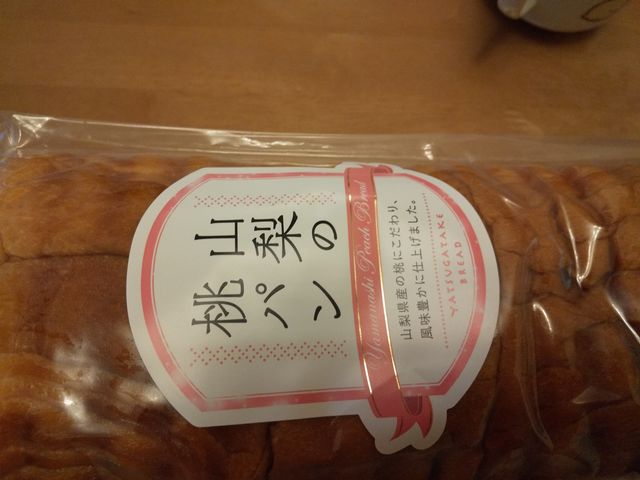 山梨の
桃パン
Yamanashi Peach Bread
山梨県産の桃にこだわり、
風味豊かに仕上げました。
YATSUGATAKE
BREAD